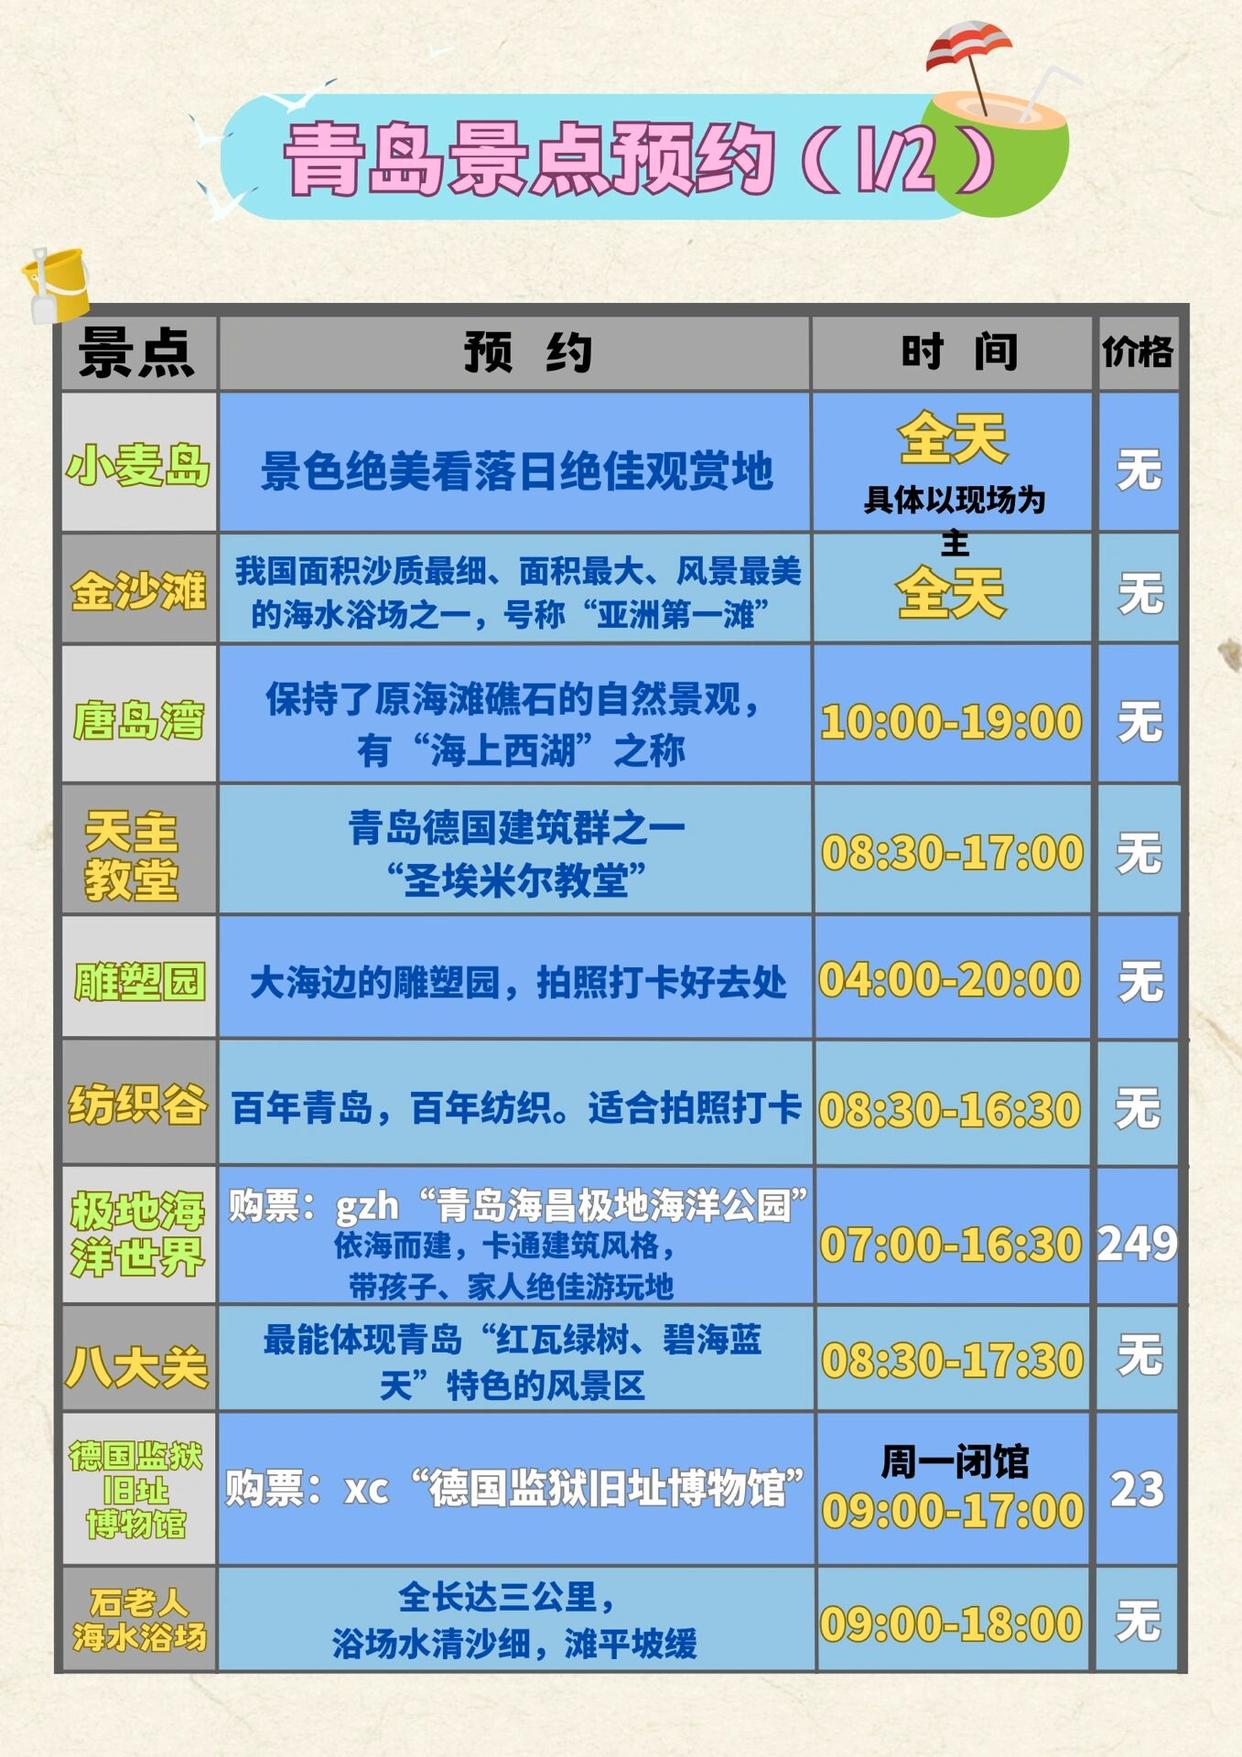 青岛景点预约（1/2）
景点
预 约
时 间
价格
小麦岛
景色绝美看落日绝佳观赏地
全天
具体以现场为
主
无
金沙滩
我国面积沙质最细、面积最大、风景最美
的海水浴场之一，号称“亚洲第一滩”
全天
无
唐岛湾
保持了原海滩礁石的自然景观，
有“海上西湖”之称
10:00-19:00
无
天主
教堂
青岛德国建筑群之一
“圣埃米尔教堂”
08:30-17:00
无
雕塑园
大海边的雕塑园，拍照打卡好去处
04:00-20:00
无
纺织谷
百年青岛，百年纺织。适合拍照打卡
08:30-16:30
无
极地海
洋世界
购票：gzh“青岛海昌极地海洋公园”
依海而建，卡通建筑风格，
带孩子、家人绝佳游玩地
07:00-16:30
249
八大关
最能体现青岛“红瓦绿树、碧海蓝
天”特色的风景区
08:30-17:30
无
德国监狱
旧址
博物馆
购票：xc“德国监狱旧址博物馆”
周一闭馆
09:00-17:00
23
石老人
海水浴场
全长达三公里，
浴场水清沙细，滩平坡缓
09:00-18:00
无